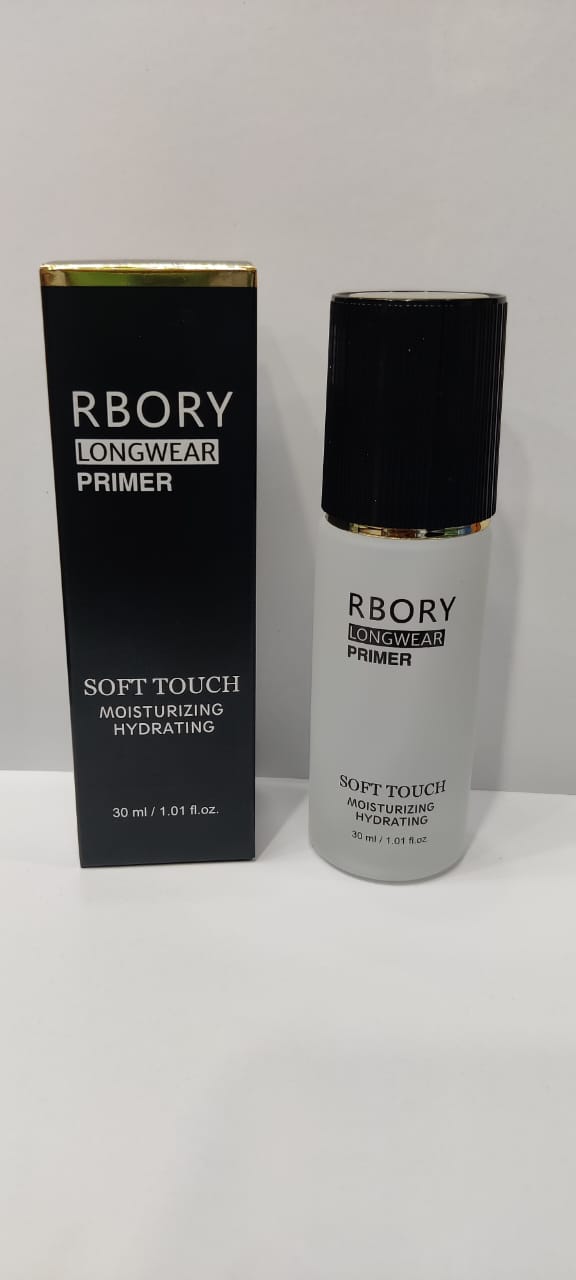 RBORY
LONGWEAR
PRIMER
SOFT TOUCH
MOISTURIZING
HYDRATING
30 ml / 1.01 fl.oz.
RBORY
LONGWEAR
PRIMER
SOFT TOUCH
MOISTURIZING
HYDRATING
30 ml / 1.01 fl.oz.